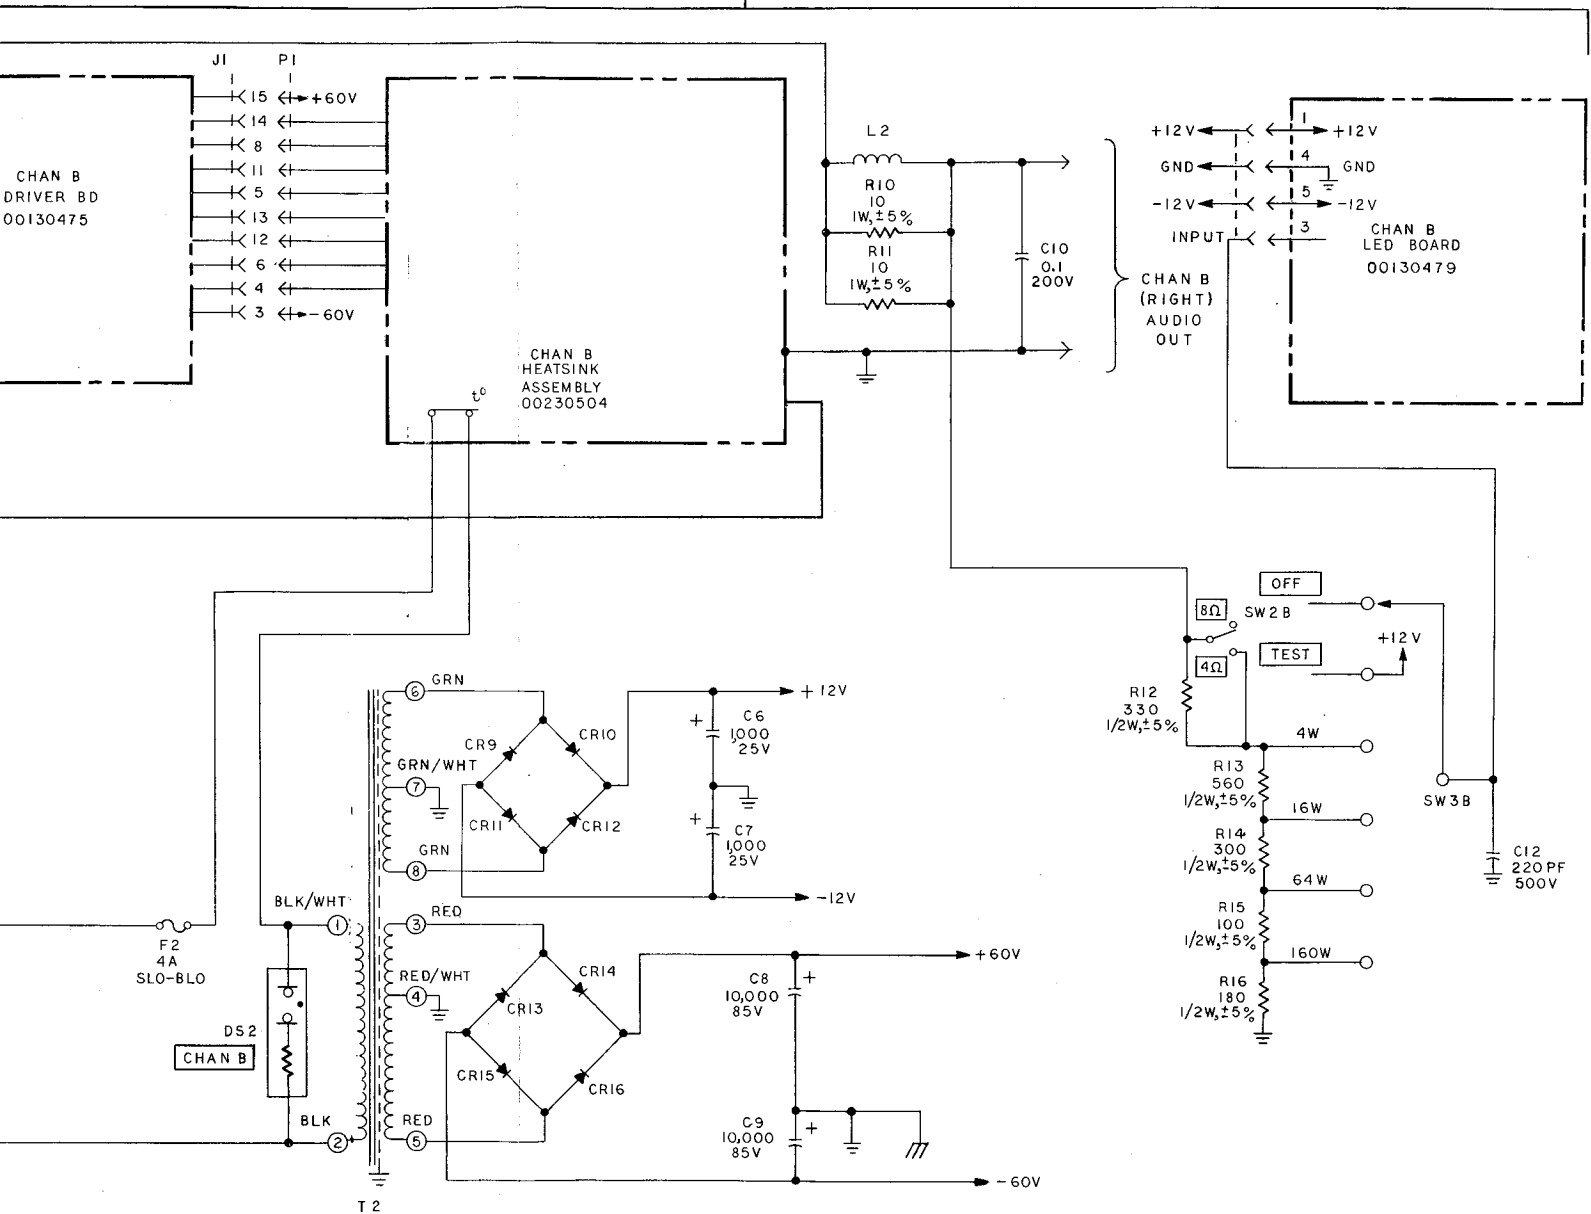 J1
P1
15
+60V
14
8
11
5
13
12
6
4
3
-60V
CHAN B
DRIVER BD
00130475
CHAN B
HEATSINK
ASSEMBLY
00230504
t°
L2
R10
10
1W,±5%
R11
10
1W,±5%
C10
0.1
200V
CHAN B
(RIGHT)
AUDIO
OUT
+12V
1
+12V
GND
4
GND
-12V
5
-12V
INPUT
3
CHAN B
LED BOARD
00130479
8Ω
SW2B
OFF
4Ω
TEST
+12V
R12
330
1/2W,±5%
4W
R13
560
1/2W,±5%
16W
R14
300
1/2W,±5%
64W
R15
100
1/2W,±5%
160W
R16
180
1/2W,±5%
SW3B
C12
220PF
500V
6
GRN
CR9
CR10
GRN/WHT
7
CR11
CR12
GRN
8
C6
1,000
25V
+
+12V
C7
1,000
25V
+
-12V
BLK/WHT
1
F2
4A
SLO-BLO
DS2
CHAN B
BLK
2
3
RED
RED/WHT
4
CR13
CR14
CR15
CR16
RED
5
T2
C8
10,000
85V
+
+60V
C9
10,000
85V
+
-60V